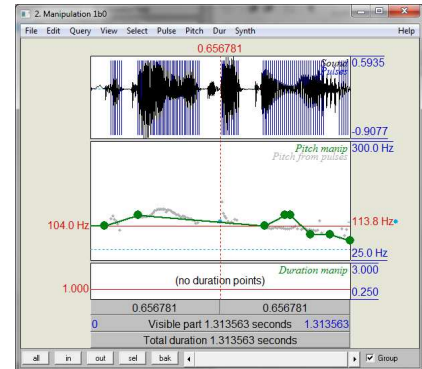 2. Manipulation 1b0
File Edit Query View Select Pulse Pitch Dur Synth Help
0.656781
Sound 0.5935
Pulses
-0.9077
Pitch manip 300.0 Hz
Pitch from pulses
104.0 Hz 113.8 Hz
25.0 Hz
Duration manip 3.000
(no duration points)
1.000 0.250
0.656781 0.656781
0 Visible part 1.313563 seconds 1.313563
Total duration 1.313563 seconds
all in out sel bak Group